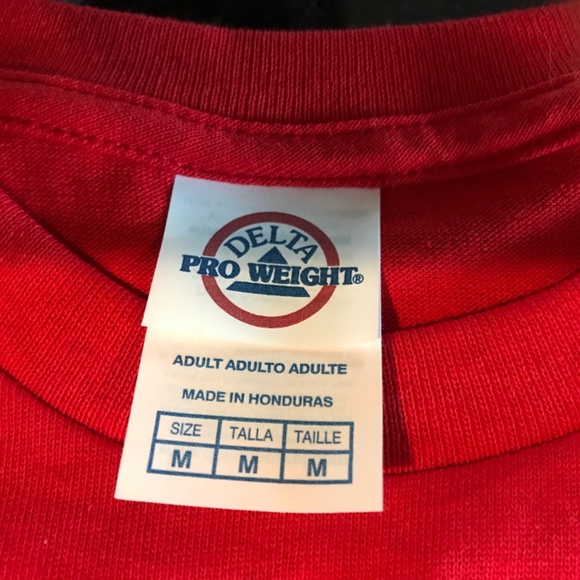 DELTA
PRO WEIGHT®
ADULT ADULTO ADULTE
MADE IN HONDURAS
SIZE TALLA TAILLE
M M M